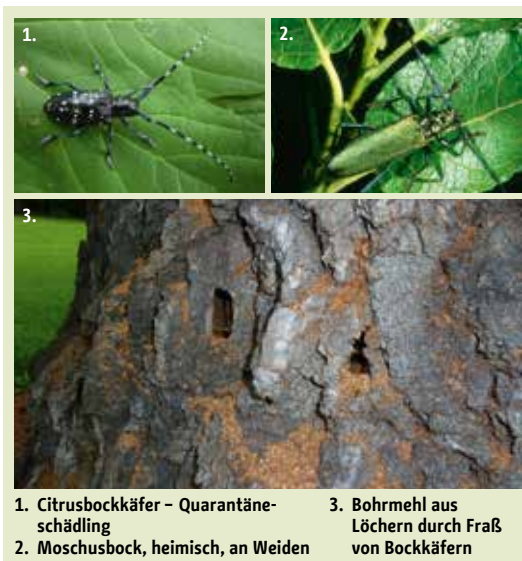 1.
2.
3.
1. Citrusbockkäfer – Quarantäne-
schädling
2. Moschusbock, heimisch, an Weiden
3. Bohrmehl aus
Löchern durch Fraß
von Bockkäfern